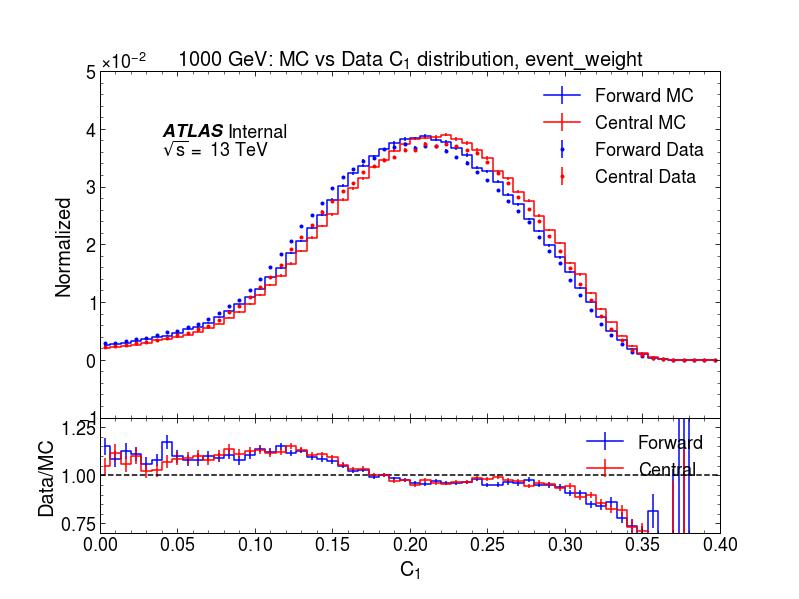 ×10⁻²
1000 GeV: MC vs Data C₁ distribution, event_weight
5
4
3
2
1
0
−1
Normalized
ATLAS Internal
√s = 13 TeV
Forward MC
Central MC
Forward Data
Central Data
1.25
1.00
0.75
Data/MC
Forward
Central
0.00 0.05 0.10 0.15 0.20 0.25 0.30 0.35 0.40
C₁